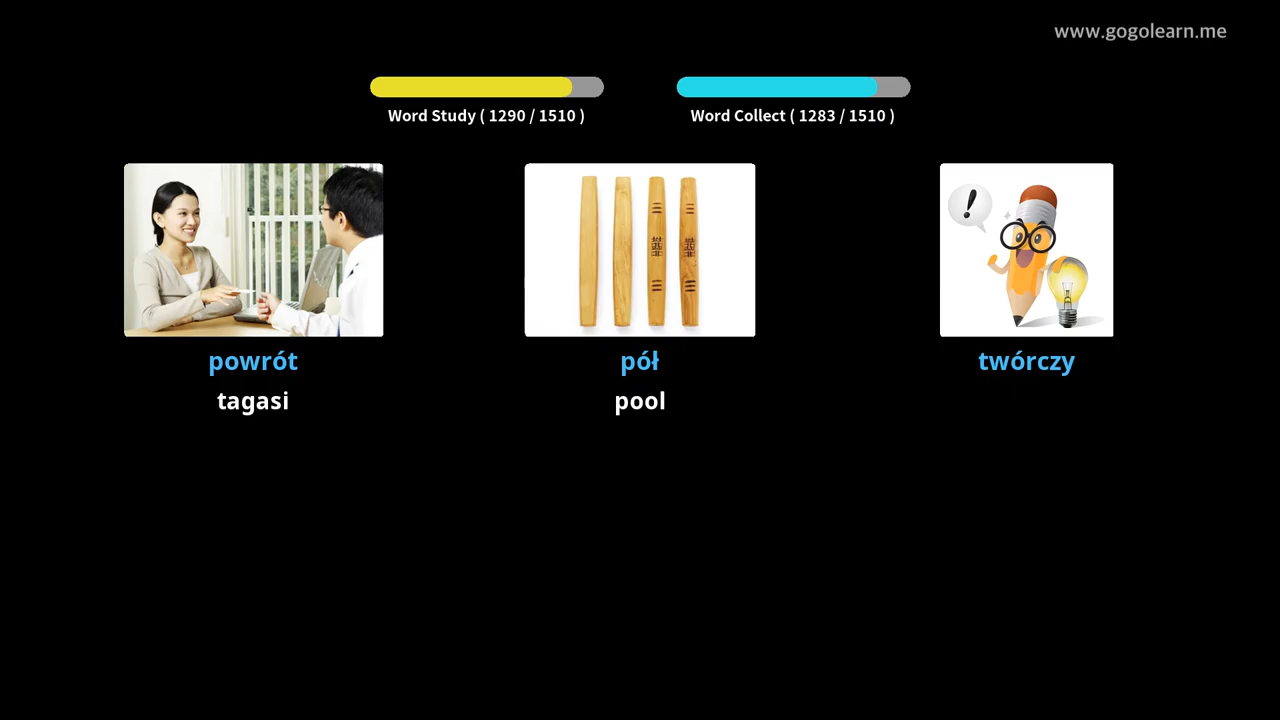 www.gogolearn.me
Word Study ( 1290 / 1510 )
Word Collect ( 1283 / 1510 )
powrót
tagasi
pół
pool
twórczy
!